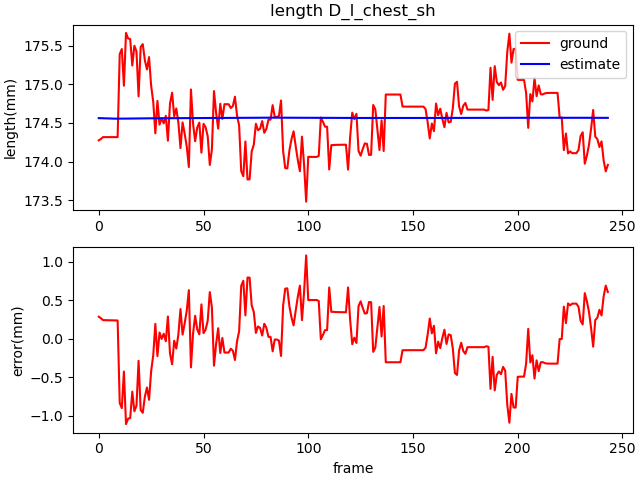 length D_l_chest_sh
length(mm)
175.5
175.0
174.5
174.0
173.5
ground
estimate
0 50 100 150 200 250
error(mm)
1.0
0.5
0.0
−0.5
−1.0
0 50 100 150 200 250
frame